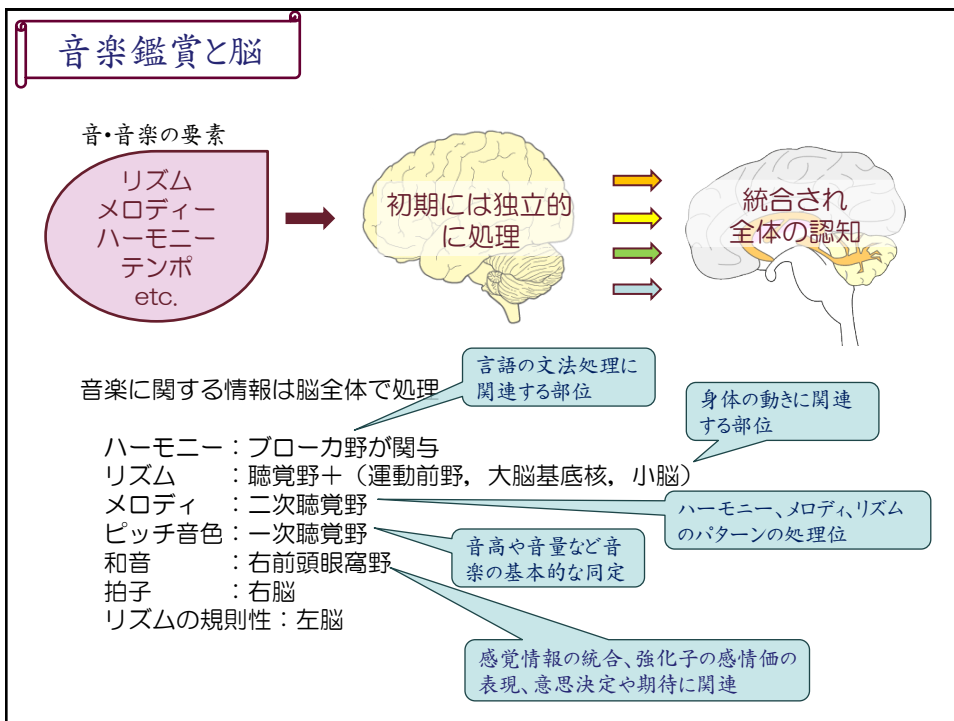 音楽鑑賞と脳
音・音楽の要素
リズム
メロディー
ハーモニー
テンポ
etc.
初期には独立的
に処理
統合され
全体の認知
音楽に関する情報は脳全体で処理
言語の文法処理に
関連する部位
身体の動きに関連
する部位
ハーモニー：ブローカ野が関与
リズム　　：聴覚野＋（運動前野，大脳基底核，小脳）
メロディ　：二次聴覚野
ピッチ音色：一次聴覚野
和音　　　：右前頭眼窩野
拍子　　　：右脳
リズムの規則性：左脳
ハーモニー、メロディ、リズム
のパターンの処理位
音高や音量など音
楽の基本的な同定
感覚情報の統合、強化子の感情価の
表現、意思決定や期待に関連